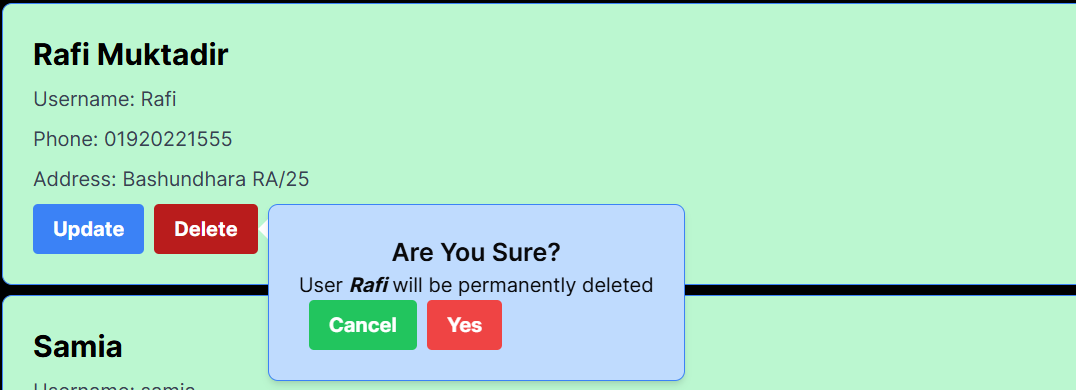 Rafi Muktadir
Username: Rafi
Phone: 01920221555
Address: Bashundhara RA/25
Update Delete
Are You Sure?
User Rafi will be permanently deleted
Cancel Yes
Samia
Username: samia